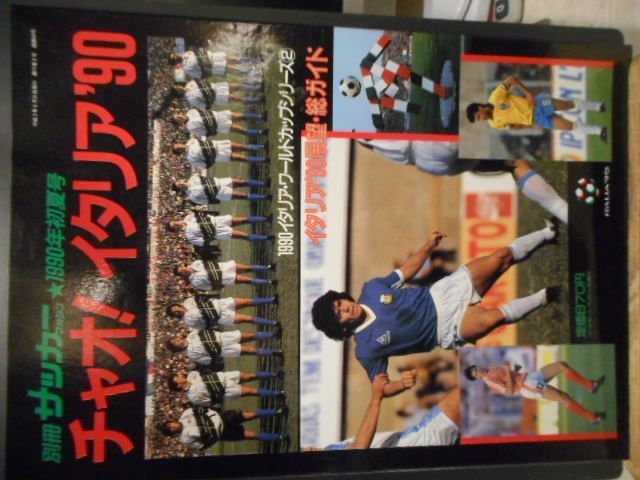 別冊サッカーマガジン★1990年初夏号
チャオ!イタリア'90
1990イタリア・ワールドカップシリーズ②
イタリア'90展望・総ガイド
ITALIA'90
定価870円